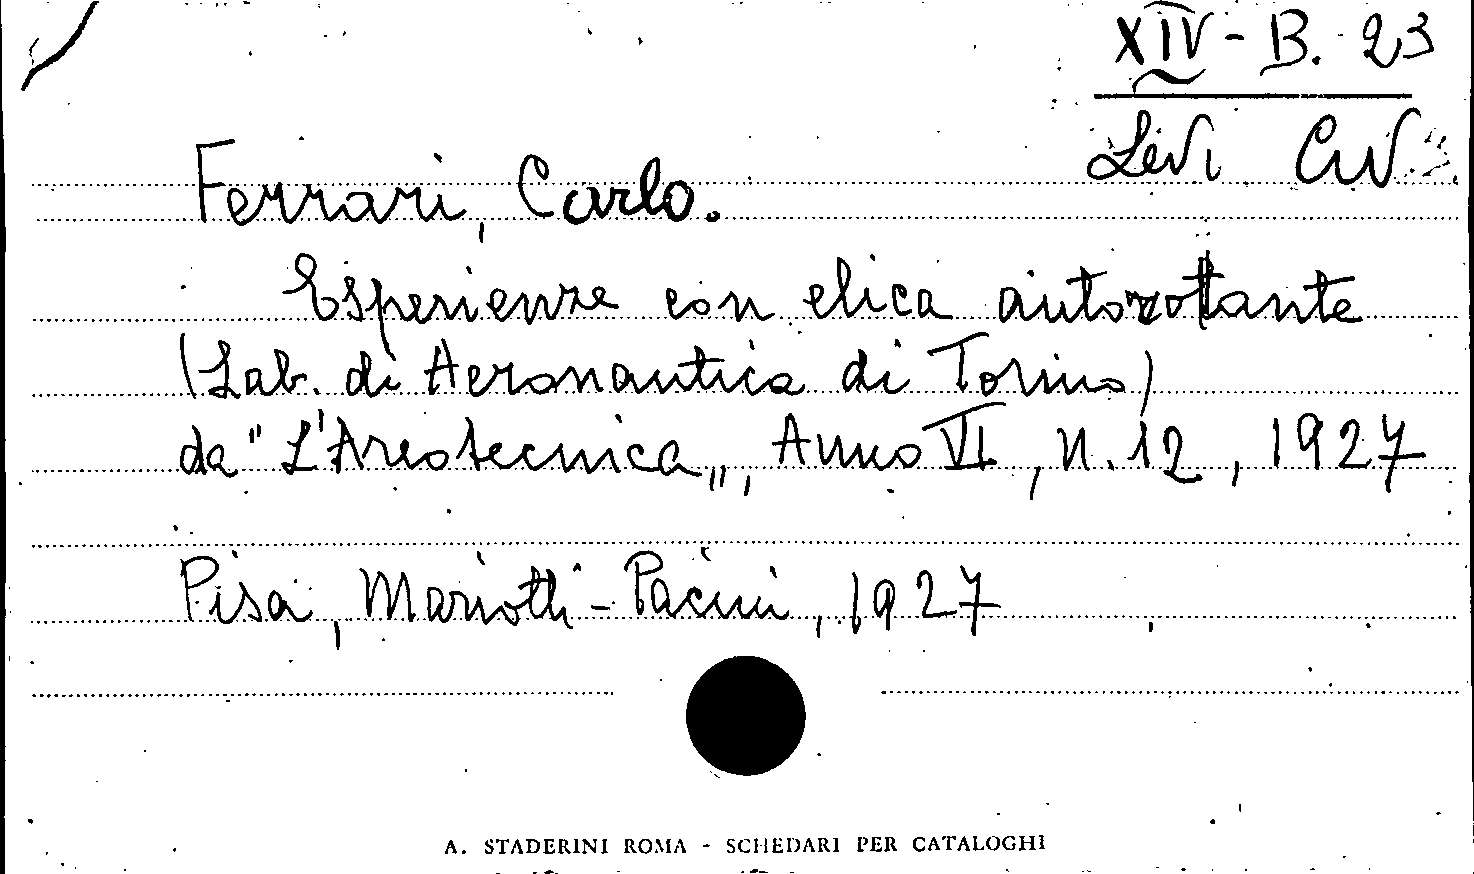 XIV - B. 23
Levi Civ.
Ferrari, Carlo.
Esperienze con elica autorotante
(Lab. di Aeronautica di Torino)
da "L'Areotecnica„, Anno VI, n. 12, 1927
Pisa, Mariotti - Pacini, 1927
A. STADERINI ROMA - SCHEDARI PER CATALOGHI